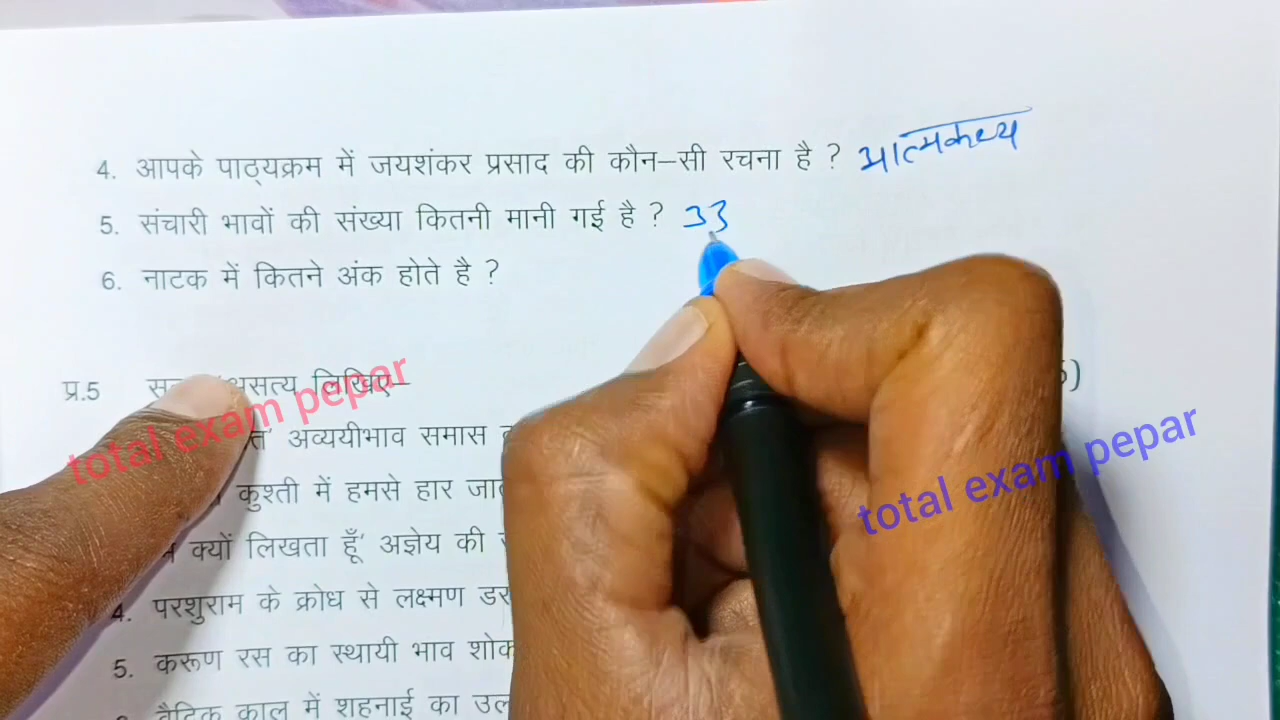 4. आपके पाठ्यक्रम में जयशंकर प्रसाद की कौन–सी रचना है ? आत्मकथ्य
5. संचारी भावों की संख्या कितनी मानी गई है ? 33
6. नाटक में कितने अंक होते है ?
प्र.5 लिखिए–
total exam pepar
अव्ययीभाव समास
कुश्ती में हमसे हार
total exam pepar
क्यों लिखता हूँ' अज्ञेय की
4. परशुराम के क्रोध से लक्ष्मण
5. करूण रस का स्थायी भाव
वैदिक काल में शहनाई का